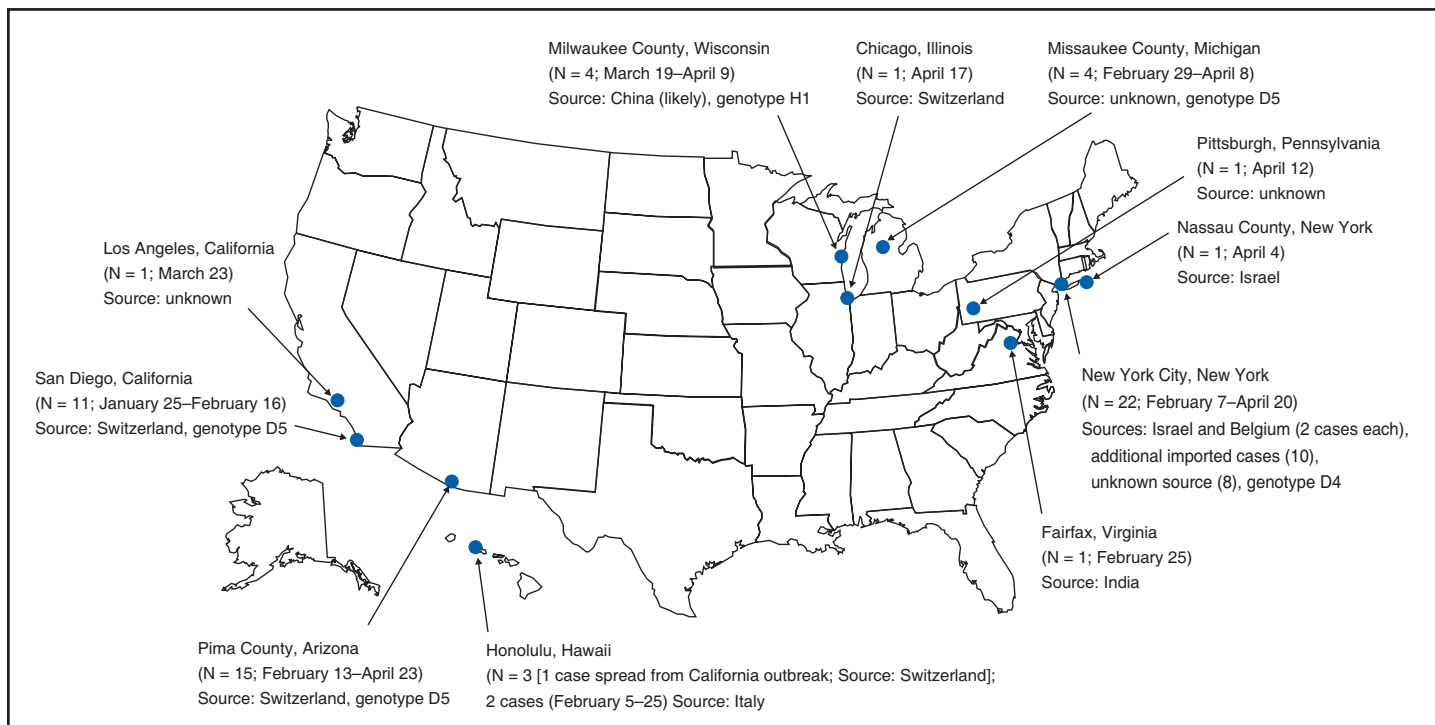 Milwaukee County, Wisconsin
(N = 4; March 19–April 9)
Source: China (likely), genotype H1
Chicago, Illinois
(N = 1; April 17)
Source: Switzerland
Missaukee County, Michigan
(N = 4; February 29–April 8)
Source: unknown, genotype D5
Pittsburgh, Pennsylvania
(N = 1; April 12)
Source: unknown
Nassau County, New York
(N = 1; April 4)
Source: Israel
Los Angeles, California
(N = 1; March 23)
Source: unknown
San Diego, California
(N = 11; January 25–February 16)
Source: Switzerland, genotype D5
New York City, New York
(N = 22; February 7–April 20)
Sources: Israel and Belgium (2 cases each),
additional imported cases (10),
unknown source (8), genotype D4
Fairfax, Virginia
(N = 1; February 25)
Source: India
Pima County, Arizona
(N = 15; February 13–April 23)
Source: Switzerland, genotype D5
Honolulu, Hawaii
(N = 3 [1 case spread from California outbreak; Source: Switzerland];
2 cases (February 5–25) Source: Italy